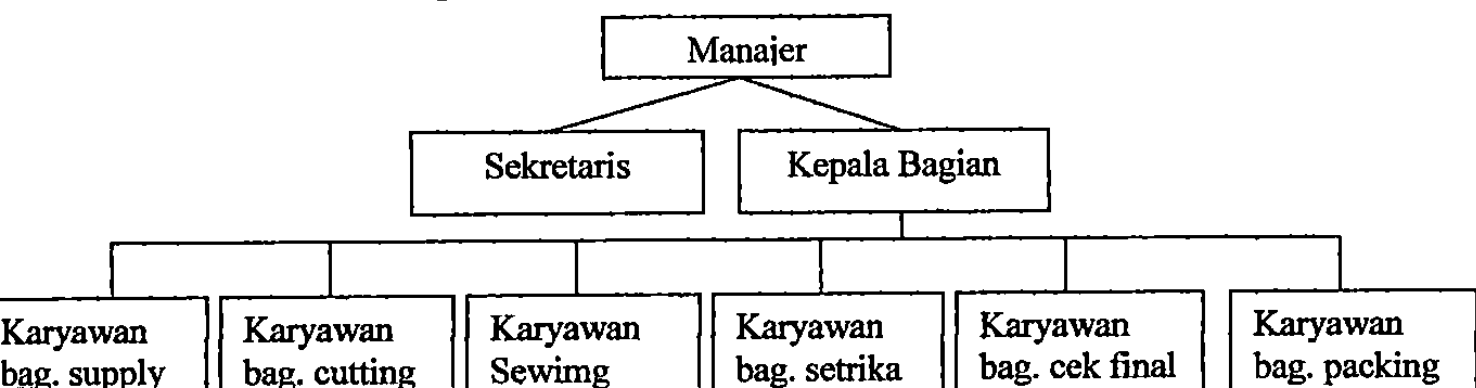 Manajer
Sekretaris
Kepala Bagian
Karyawan
bag. supply
Karyawan
bag. cutting
Karyawan
Sewimg
Karyawan
bag. setrika
Karyawan
bag. cek final
Karyawan
bag. packing